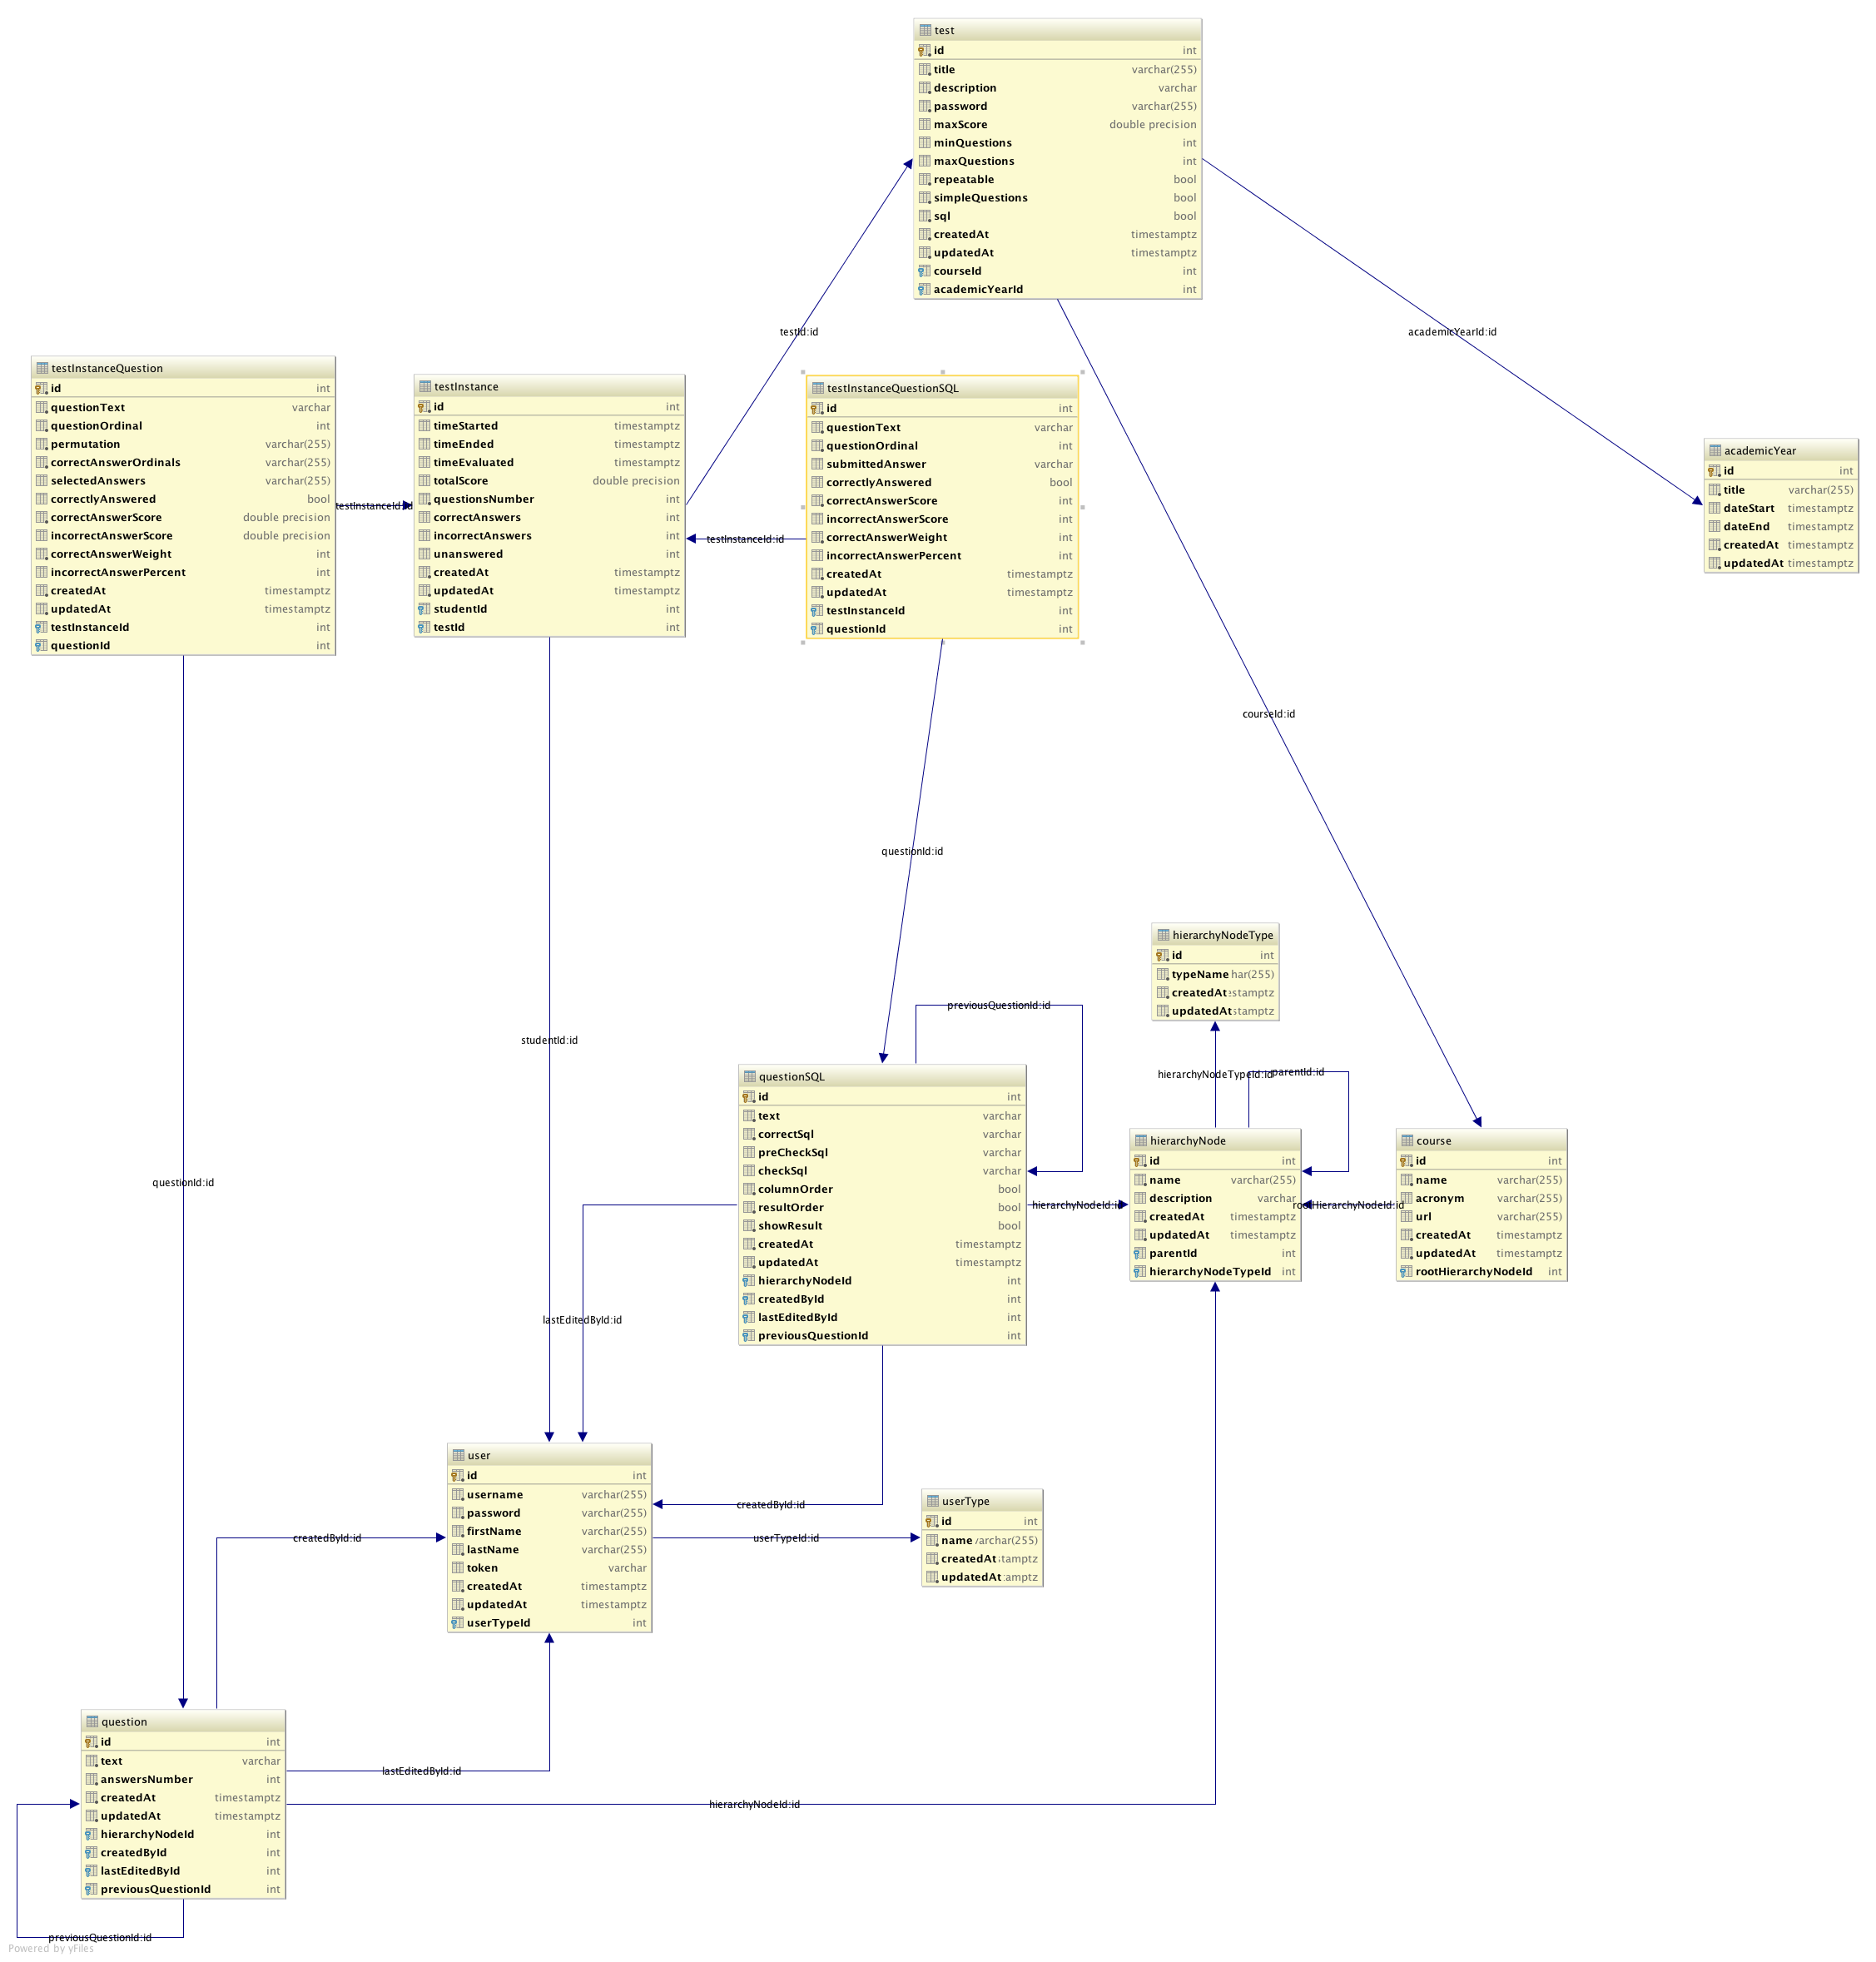 test
id int
title varchar(255)
description varchar
password varchar(255)
maxScore double precision
minQuestions int
maxQuestions int
repeatable bool
simpleQuestions bool
sql bool
createdAt timestamptz
updatedAt timestamptz
courseId int
academicYearId int
testId:id
academicYearId:id
testInstanceQuestion
id int
questionText varchar
questionOrdinal int
permutation varchar(255)
correctAnswerOrdinals varchar(255)
selectedAnswers varchar(255)
correctlyAnswered bool
correctAnswerScore double precision
incorrectAnswerScore double precision
correctAnswerWeight int
incorrectAnswerPercent int
createdAt timestamptz
updatedAt timestamptz
testInstanceId int
questionId int
testInstanceId:id
testInstance
id int
timeStarted timestamptz
timeEnded timestamptz
timeEvaluated timestamptz
totalScore double precision
questionsNumber int
correctAnswers int
incorrectAnswers int
unanswered int
createdAt timestamptz
updatedAt timestamptz
studentId int
testId int
testInstanceId:id
testInstanceQuestionSQL
id int
questionText varchar
questionOrdinal int
submittedAnswer varchar
correctlyAnswered bool
correctAnswerScore int
incorrectAnswerScore int
correctAnswerWeight int
incorrectAnswerPercent int
createdAt timestamptz
updatedAt timestamptz
testInstanceId int
questionId int
academicYear
id int
title varchar(255)
dateStart timestamptz
dateEnd timestamptz
createdAt timestamptz
updatedAt timestamptz
courseId:id
questionId:id
hierarchyNodeType
id int
typeName har(255)
createdAt estamptz
updatedAt stamptz
previousQuestionId:id
studentId:id
hierarchyNodeTypeId:id
parentId:id
questionSQL
id int
text varchar
correctSql varchar
preCheckSql varchar
checkSql varchar
columnOrder bool
resultOrder bool
showResult bool
createdAt timestamptz
updatedAt timestamptz
hierarchyNodeId int
createdById int
lastEditedById int
previousQuestionId int
hierarchyNodeId:id
hierarchyNode
id int
name varchar(255)
description varchar
createdAt timestamptz
updatedAt timestamptz
parentId int
hierarchyNodeTypeId int
rootHierarchyNodeId:id
course
id int
name varchar(255)
acronym varchar(255)
url varchar(255)
createdAt timestamptz
updatedAt timestamptz
rootHierarchyNodeId int
questionId:id
lastEditedById:id
user
id int
username varchar(255)
password varchar(255)
firstName varchar(255)
lastName varchar(255)
token varchar
createdAt timestamptz
updatedAt timestamptz
userTypeId int
createdById:id
createdById:id
userTypeId:id
userType
id int
name varchar(255)
createdAt tamptz
updatedAt amptz
question
id int
text varchar
answersNumber int
createdAt timestamptz
updatedAt timestamptz
hierarchyNodeId int
createdById int
lastEditedById int
previousQuestionId int
lastEditedById:id
hierarchyNodeId:id
previousQuestionId:id
Powered by yFiles